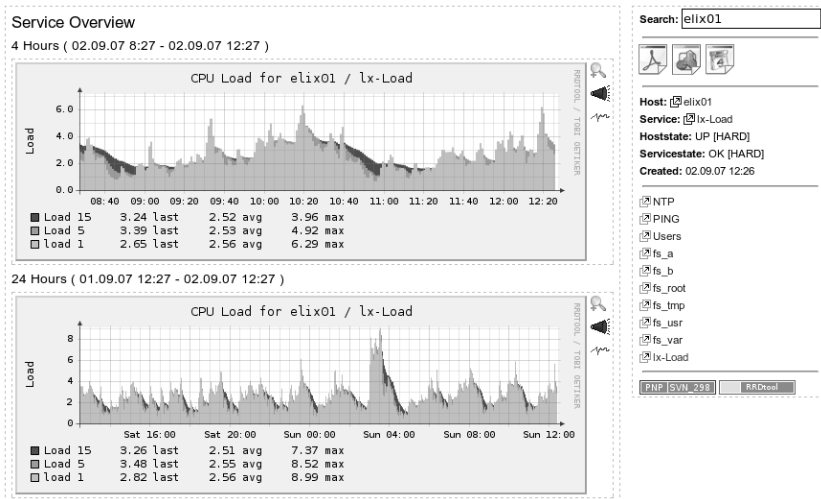 Service Overview
4 Hours ( 02.09.07 8:27 - 02.09.07 12:27 )
CPU Load for elix01 / lx-Load
RRDTOOL / TOBI OETIKER
Load
6.0
4.0
2.0
0.0
08:40 09:00 09:20 09:40 10:00 10:20 10:40 11:00 11:20 11:40 12:00 12:20
Load 15 3.24 last 2.52 avg 3.96 max
Load 5 3.39 last 2.53 avg 4.92 max
load 1 2.65 last 2.56 avg 6.29 max
24 Hours ( 01.09.07 12:27 - 02.09.07 12:27 )
CPU Load for elix01 / lx-Load
RRDTOOL / TOBI OETIKER
Load
8
6
4
2
0
Sat 16:00 Sat 20:00 Sun 00:00 Sun 04:00 Sun 08:00 Sun 12:00
Load 15 3.26 last 2.51 avg 7.37 max
Load 5 3.48 last 2.55 avg 8.52 max
load 1 2.82 last 2.56 avg 8.99 max
Search: elix01
4
Host: elix01
Service: lx-Load
Hoststate: UP [HARD]
Servicestate: OK [HARD]
Created: 02.09.07 12:26
NTP
PING
Users
fs_a
fs_b
fs_root
fs_tmp
fs_usr
fs_var
lx-Load
PNP SVN_298 RRDtool